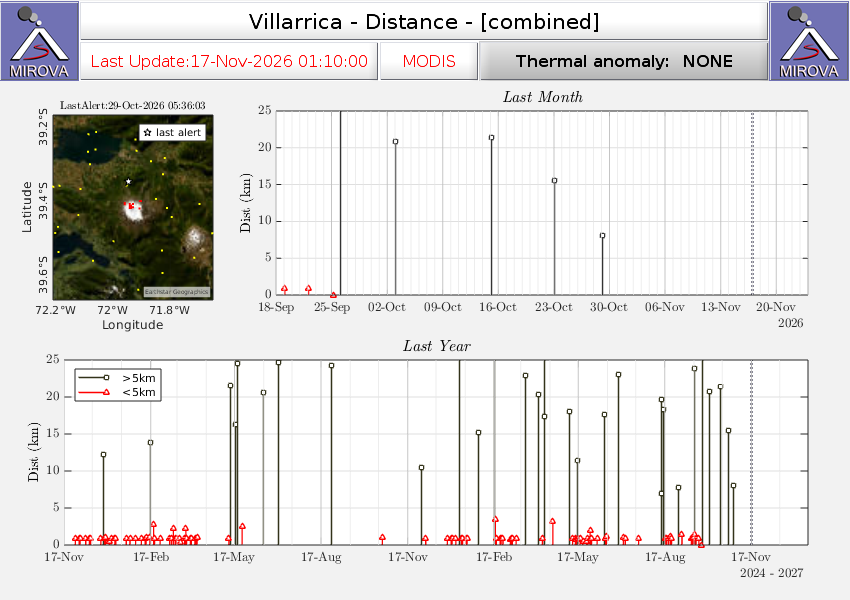 MIROVA
Villarrica - Distance - [combined]
MIROVA
Last Update:17-Nov-2026 01:10:00
MODIS
Thermal anomaly: NONE
LastAlert:29-Oct-2026 05:36:03
last alert
39.2°S
39.4°S
39.6°S
Latitude
Earthstar Geographics
72.2°W
72°W
71.8°W
Longitude
Last Month
25
20
15
10
5
0
Dist (km)
18-Sep
25-Sep
02-Oct
09-Oct
16-Oct
23-Oct
30-Oct
06-Nov
13-Nov
20-Nov
2026
Last Year
25
20
15
10
5
0
Dist (km)
>5km
<5km
17-Nov
17-Feb
17-May
17-Aug
17-Nov
17-Feb
17-May
17-Aug
17-Nov
2024 - 2027